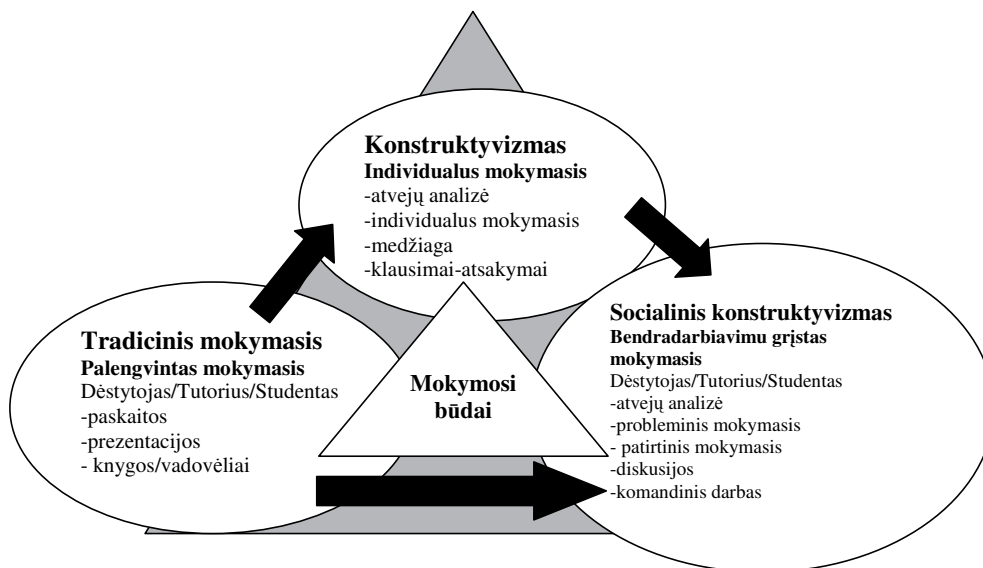 Konstruktyvizmas
Individualus mokymasis
-atvejų analizė
-individualus mokymasis
-medžiaga
-klausimai-atsakymai
Tradicinis mokymasis
Palengvintas mokymasis
Dėstytojas/Tutorius/Studentas
-paskaitos
-prezentacijos
- knygos/vadovėliai
Mokymosi
būdai
Socialinis konstruktyvizmas
Bendradarbiavimu grįstas
mokymasis
Dėstytojas/Tutorius/Studentas
-atvejų analizė
-probleminis mokymasis
- patirtinis mokymasis
-diskusijos
-komandinis darbas